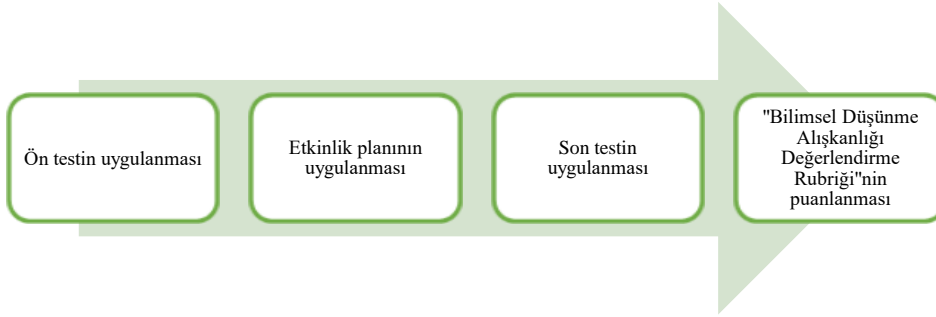 Ön testin uygulanması
Etkinlik planının
uygulanması
Son testin
uygulanması
"Bilimsel Düşünme
Alışkanlığı
Değerlendirme
Rubriği"nin
puanlanması